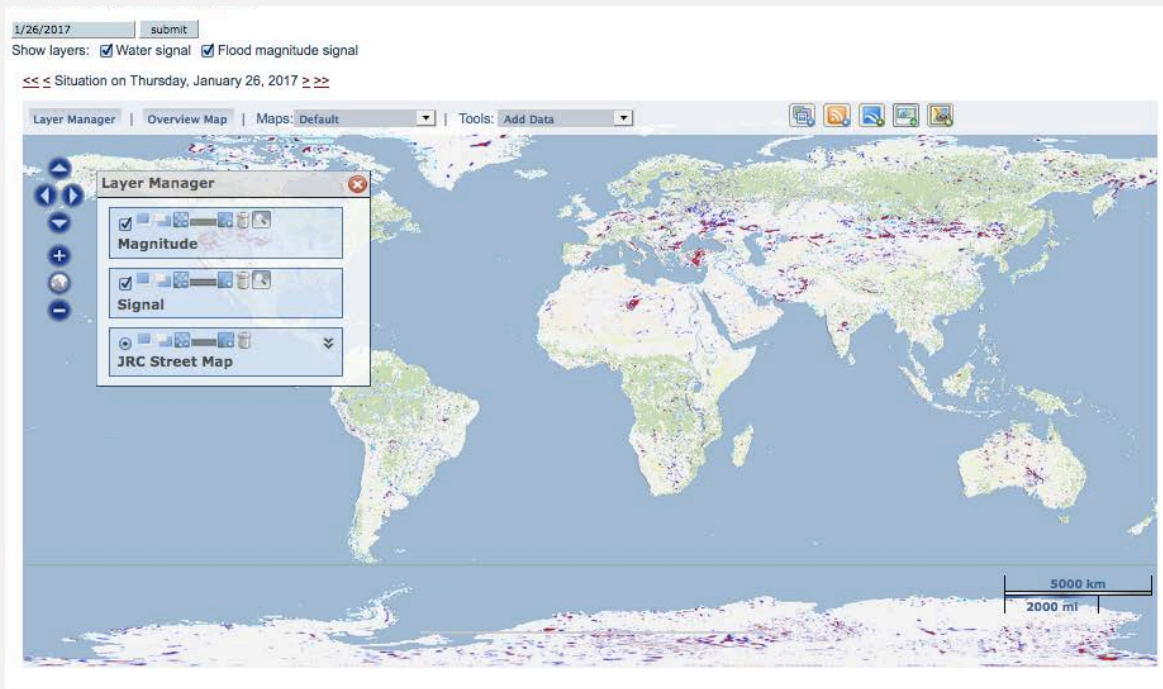 1/26/2017 submit
Show layers: Water signal Flood magnitude signal
<< < Situation on Thursday, January 26, 2017 > >>
Layer Manager | Overview Map | Maps: Default | Tools: Add Data
Layer Manager
Magnitude
Signal
JRC Street Map
5000 km
2000 mi